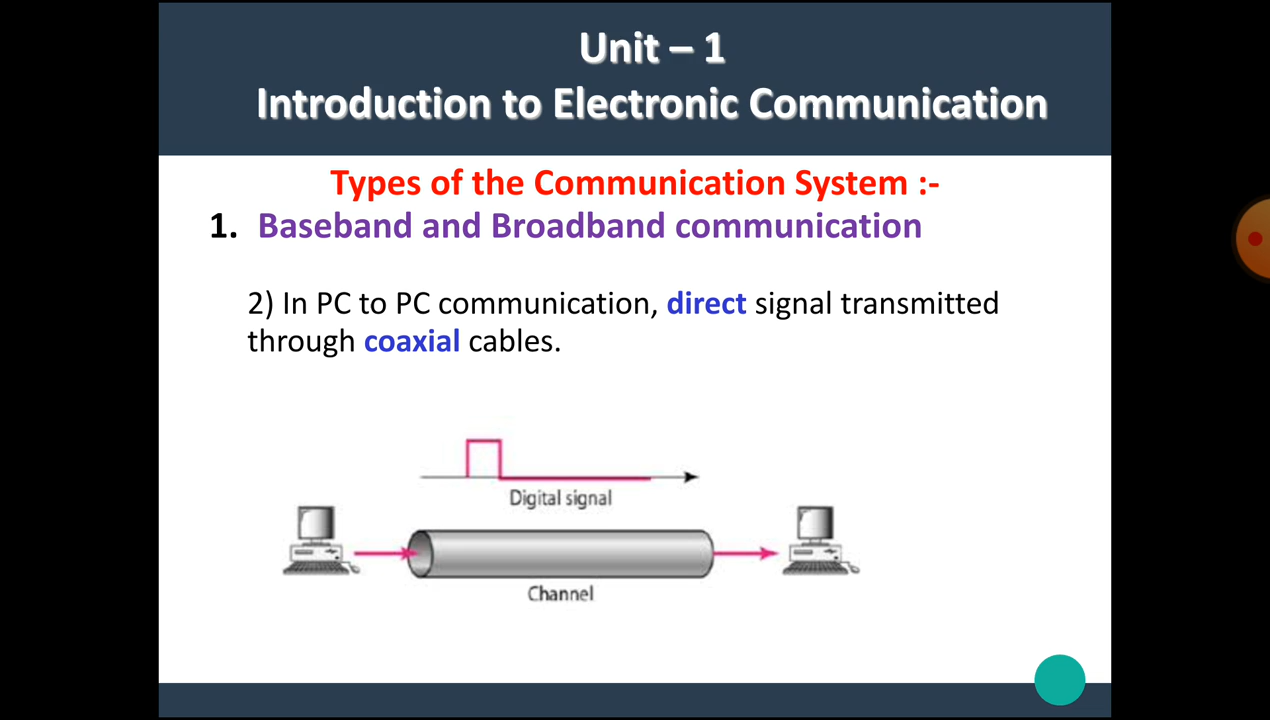 Unit – 1
Introduction to Electronic Communication
Types of the Communication System :-
1. Baseband and Broadband communication
2) In PC to PC communication, direct signal transmitted
through coaxial cables.
Digital signal
Channel